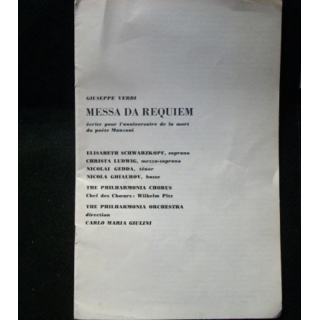 GIUSEPPE VERDI
MESSA DA REQUIEM
écrite pour l'anniversaire de la mort
du poète Manzoni
ELISABETH SCHWARZKOPF, soprano
CHRISTA LUDWIG, mezzo-soprano
NICOLAI GEDDA, ténor
NICOLA GHIAUROV, basse
THE PHILHARMONIA CHORUS
Chef des Chœurs : Wilhelm Pitz
THE PHILHARMONIA ORCHESTRA
direction
CARLO MARIA GIULINI